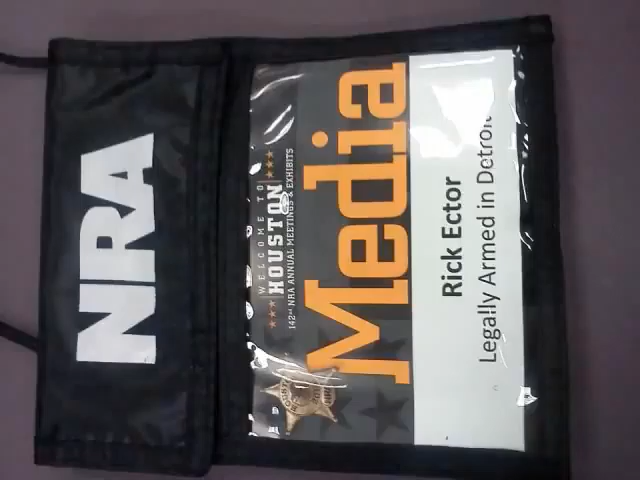 NRA
WELCOME TO
HOUSTON
142nd NRA ANNUAL MEETINGS & EXHIBITS
Media
Rick Ector
Legally Armed in Detroit